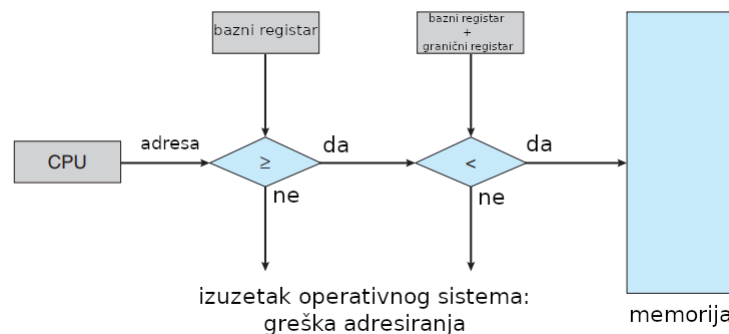 bazni registar
bazni registar
+
granični registar
CPU
adresa
≥
da
<
da
ne
ne
izuzetak operativnog sistema:
greška adresiranja
memorija